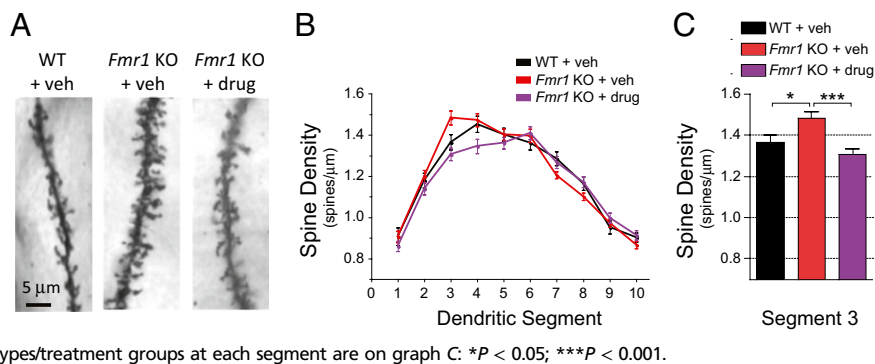 A
WT
+ veh
Fmr1 KO
+ veh
Fmr1 KO
+ drug
5 μm
B
WT + veh
Fmr1 KO + veh
Fmr1 KO + drug
Spine Density
(spines/μm)
1.6
1.4
1.2
1.0
0.8
0 1 2 3 4 5 6 7 8 9 10
Dendritic Segment
C
WT + veh
Fmr1 KO + veh
Fmr1 KO + drug
* ***
Spine Density
(spines/μm)
1.6
1.4
1.6
1.0
0.8
Segment 3
ypes/treatment groups at each segment are on graph C: *P < 0.05; ***P < 0.001.